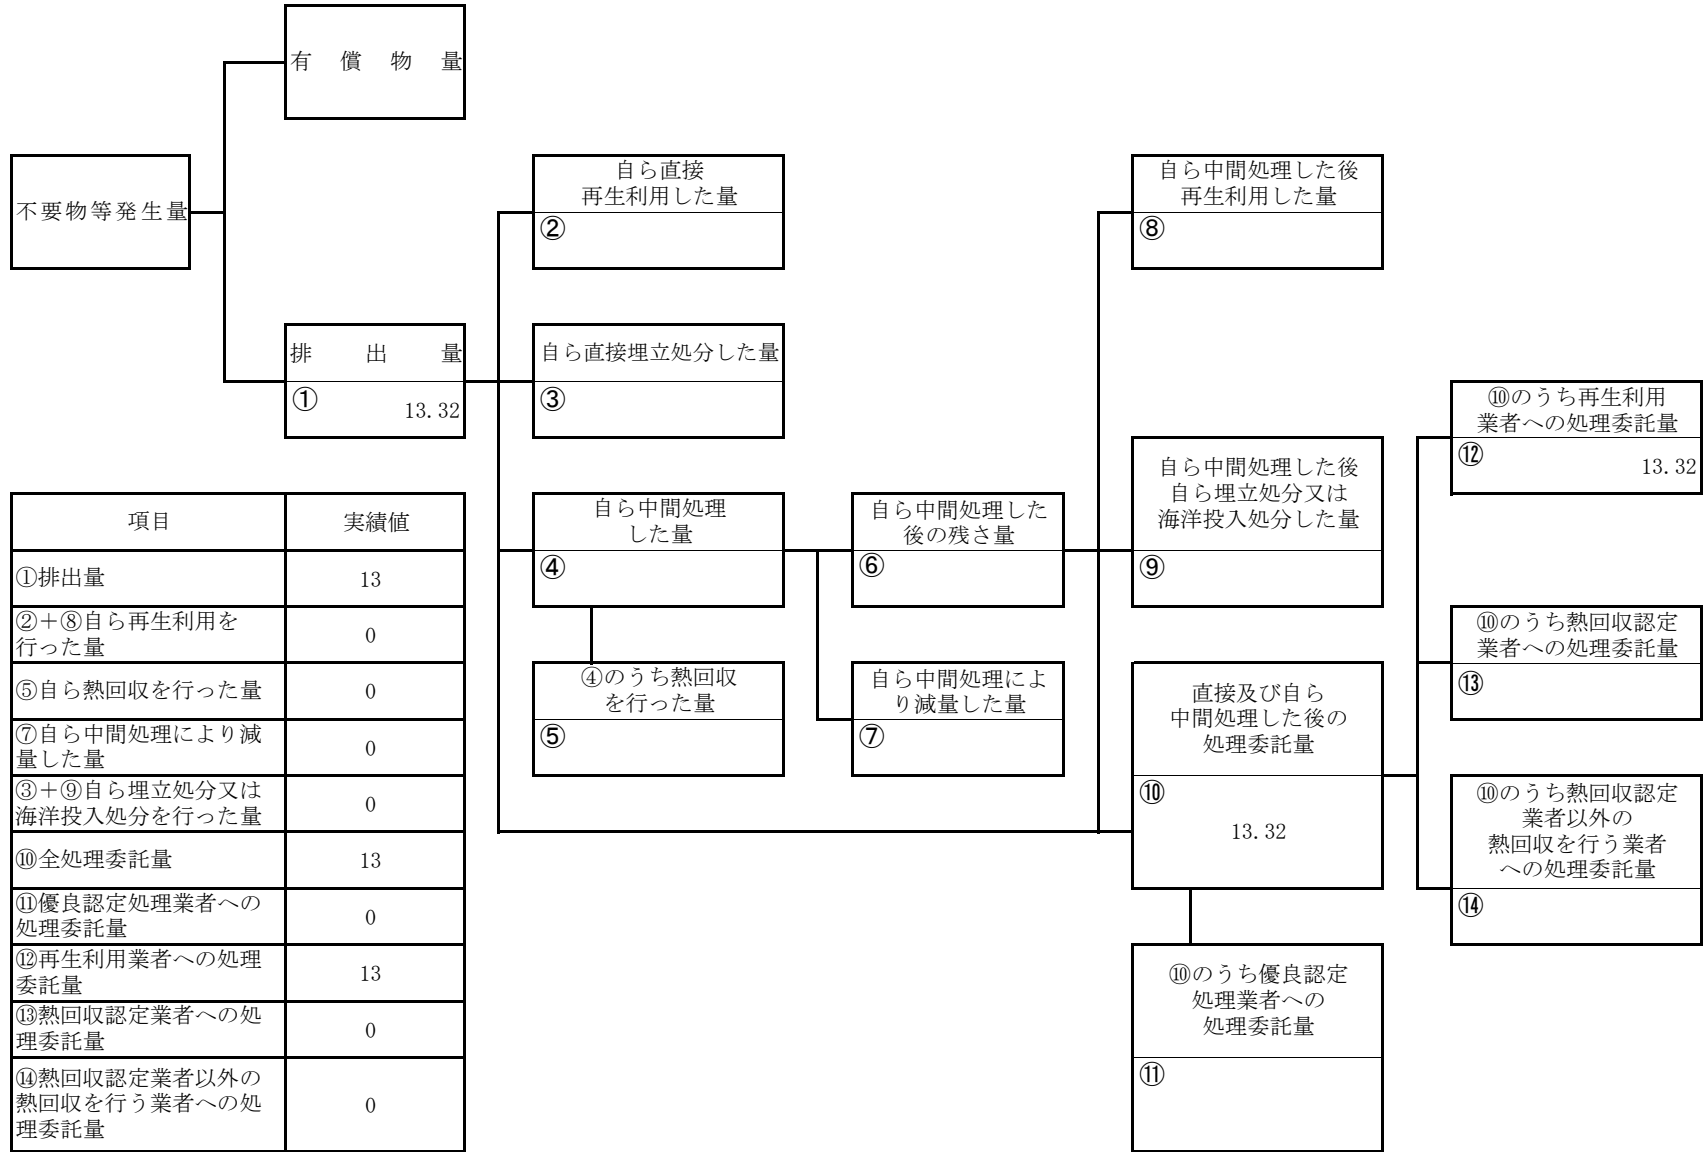 有償物量
不要物等発生量
自ら直接
再生利用した量
②
自ら中間処理した後
再生利用した量
⑧
排出量
①
13.32
自ら直接埋立処分した量
③
⑩のうち再生利用
業者への処理委託量
⑫
13.32
自ら中間処理
した量
④
自ら中間処理した
後の残さ量
⑥
自ら中間処理した後
自ら埋立処分又は
海洋投入処分した量
⑨
④のうち熱回収
を行った量
⑤
自ら中間処理によ
り減量した量
⑦
直接及び自ら
中間処理した後の
処理委託量
⑩
13.32
⑩のうち熱回収認定
業者への処理委託量
⑬
⑩のうち熱回収認定
業者以外の
熱回収を行う業者
への処理委託量
⑭
⑩のうち優良認定
処理業者への
処理委託量
⑪
項目 実績値
①排出量 13
②+⑧自ら再生利用を
行った量 0
⑤自ら熱回収を行った量 0
⑦自ら中間処理により減
量した量 0
③+⑨自ら埋立処分又は
海洋投入処分を行った量 0
⑩全処理委託量 13
⑪優良認定処理業者への
処理委託量 0
⑫再生利用業者への処理
委託量 13
⑬熱回収認定業者への処
理委託量 0
⑭熱回収認定業者以外の
熱回収を行う業者への処
理委託量 0